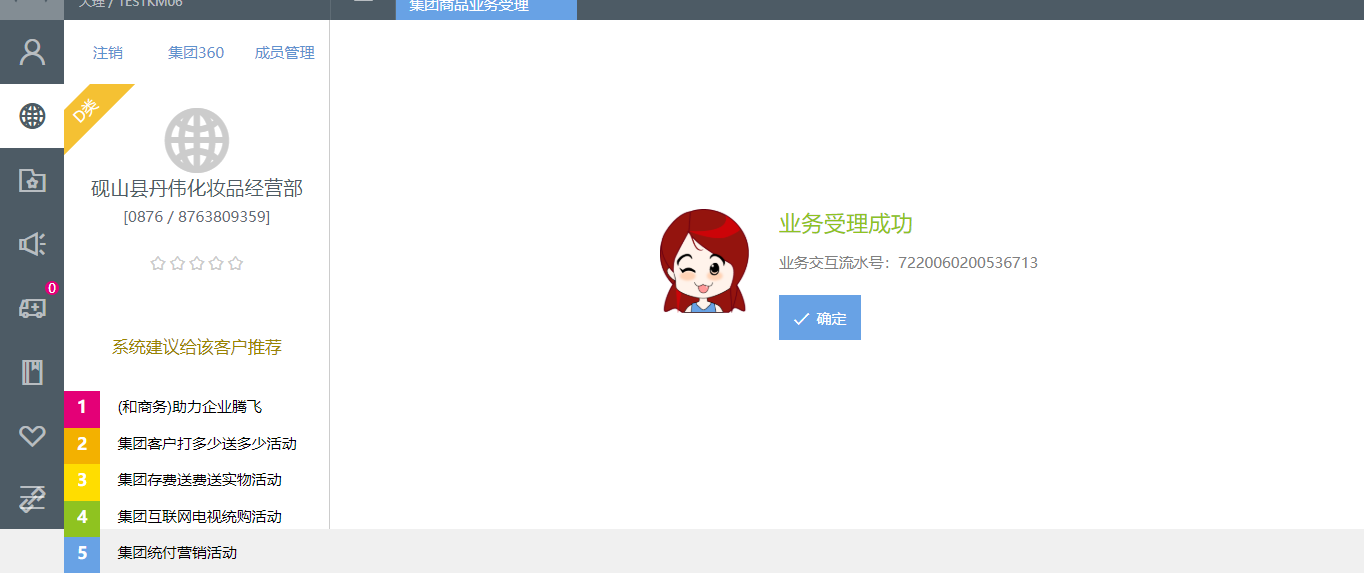 大理 / TESTKM06
集团商品业务受理
注销 集团360 成员管理
D类
砚山县丹伟化妆品经营部
[0876 / 8763809359]
0
系统建议给该客户推荐
1 (和商务)助力企业腾飞
2 集团客户打多少送多少活动
3 集团存费送费送实物活动
4 集团互联网电视统购活动
5 集团统付营销活动
业务受理成功
业务交互流水号：7220060200536713
确定